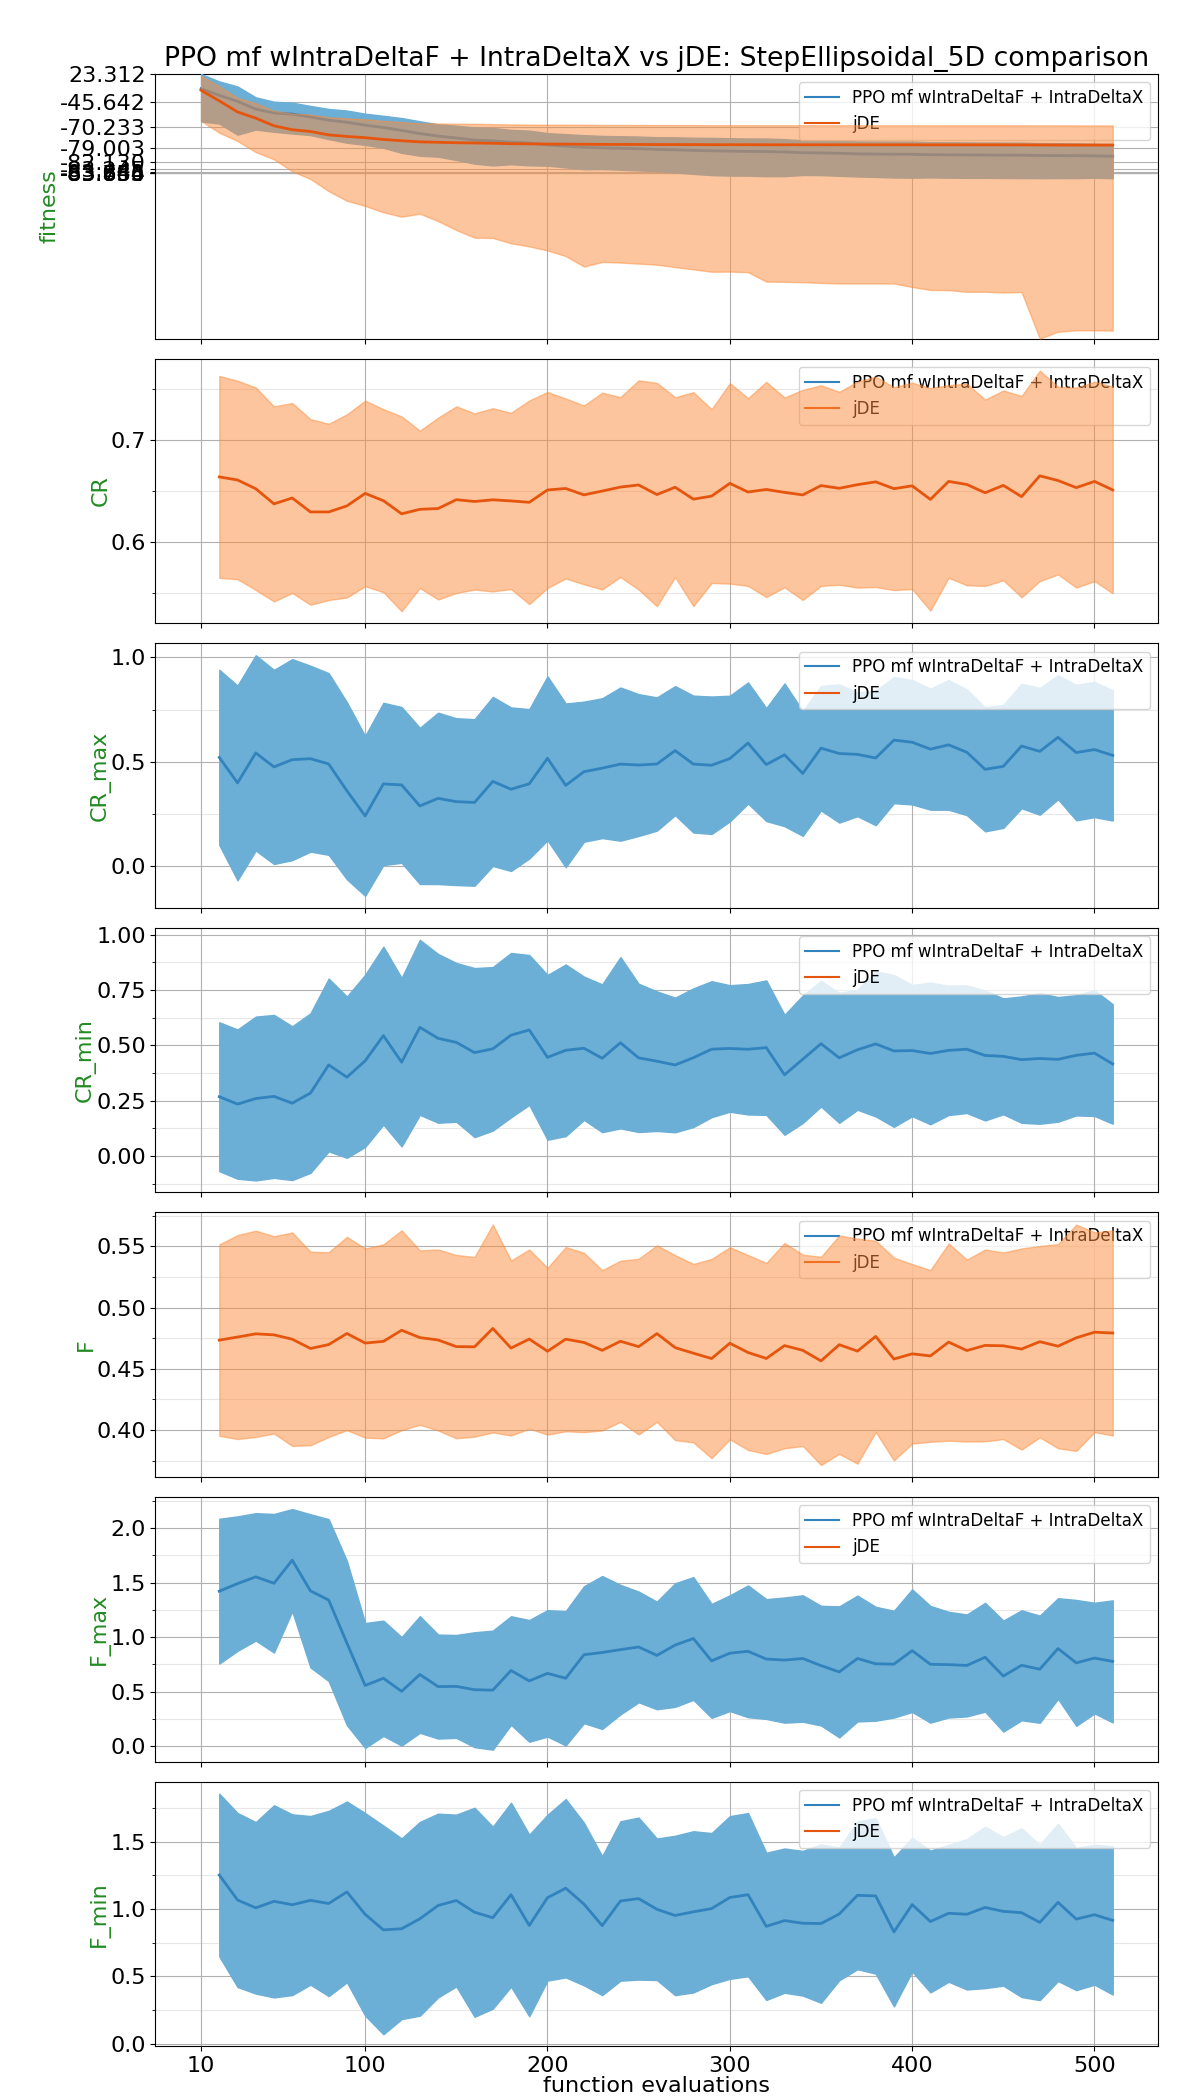 PPO mf wIntraDeltaF + IntraDeltaX vs jDE: StepEllipsoidal_5D comparison
23.312
-45.642
-70.233
-79.003
fitness
PPO mf wIntraDeltaF + IntraDeltaX
jDE
0.7
0.6
CR
PPO mf wIntraDeltaF + IntraDeltaX
jDE
1.0
0.5
0.0
CR_max
PPO mf wIntraDeltaF + IntraDeltaX
jDE
1.00
0.75
0.50
0.25
0.00
CR_min
PPO mf wIntraDeltaF + IntraDeltaX
jDE
0.55
0.50
0.45
0.40
F
PPO mf wIntraDeltaF + IntraDeltaX
jDE
2.0
1.5
1.0
0.5
0.0
F_max
PPO mf wIntraDeltaF + IntraDeltaX
jDE
1.5
1.0
0.5
0.0
F_min
PPO mf wIntraDeltaF + IntraDeltaX
jDE
10 100 200 300 400 500
function evaluations